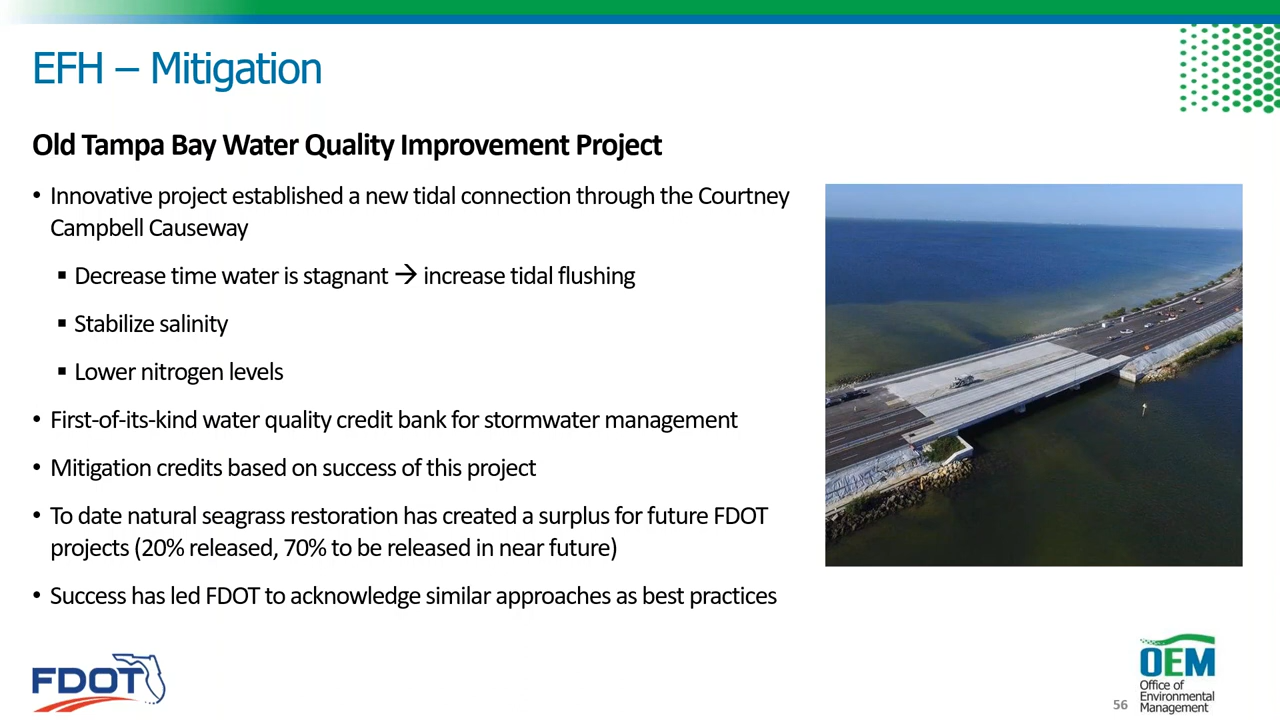 EFH – Mitigation
Old Tampa Bay Water Quality Improvement Project
• Innovative project established a new tidal connection through the Courtney
Campbell Causeway
▪ Decrease time water is stagnant → increase tidal flushing
▪ Stabilize salinity
▪ Lower nitrogen levels
• First-of-its-kind water quality credit bank for stormwater management
• Mitigation credits based on success of this project
• To date natural seagrass restoration has created a surplus for future FDOT
projects (20% released, 70% to be released in near future)
• Success has led FDOT to acknowledge similar approaches as best practices
FDOT
56
OEM
Office of
Environmental
Management